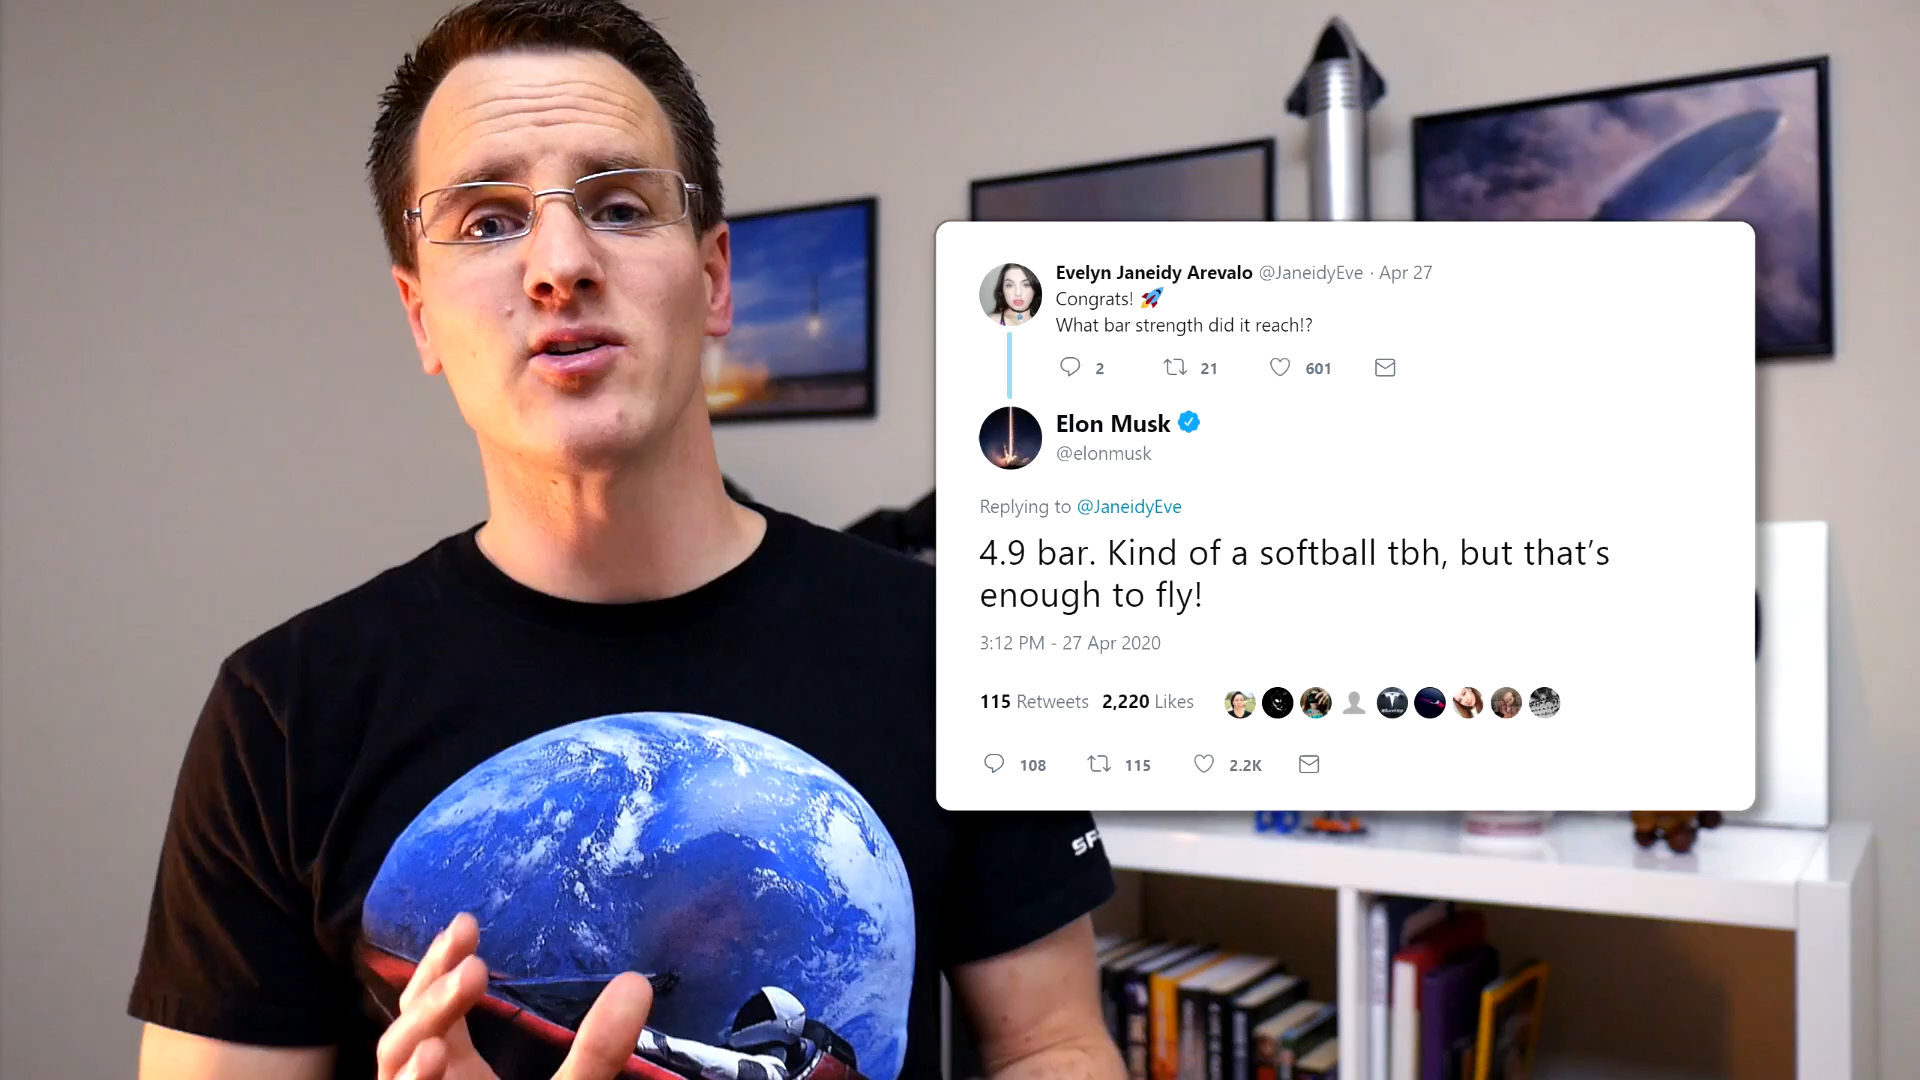 Evelyn Janeidy Arevalo @JaneidyEve · Apr 27
Congrats! 🚀
What bar strength did it reach!?
2 21 601
Elon Musk
@elonmusk
Replying to @JaneidyEve
4.9 bar. Kind of a softball tbh, but that’s
enough to fly!
3:12 PM - 27 Apr 2020
115 Retweets 2,220 Likes
108 115 2.2K